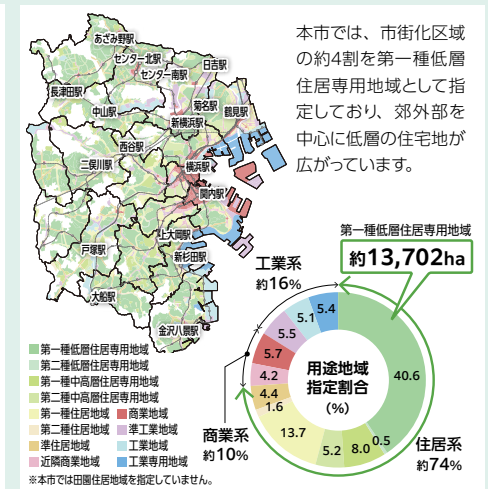 本市では、市街化区域
の約4割を第一種低層
住居専用地域として指
定しており、郊外部を
中心に低層の住宅地が
広がっています。
あざみ野駅
センター北駅
センター南駅
日吉駅
長津田駅
中山駅
菊名駅
鶴見駅
新横浜駅
西谷駅
二俣川駅
横浜駅
関内駅
戸塚駅
上大岡駅
新杉田駅
大船駅
金沢八景駅
第一種低層住居専用地域
約13,702ha
工業系
約16%
商業系
約10%
住居系
約74%
用途地域
指定割合
(%)
40.6
0.5
8.0
5.2
13.7
1.6
4.4
4.2
5.7
5.5
5.1
5.4
第一種低層住居専用地域
第二種低層住居専用地域
第一種中高層住居専用地域
第二種中高層住居専用地域
第一種住居地域
商業地域
第二種住居地域
準工業地域
準住居地域
工業地域
近隣商業地域
工業専用地域
※本市では田園住居地域を指定していません。